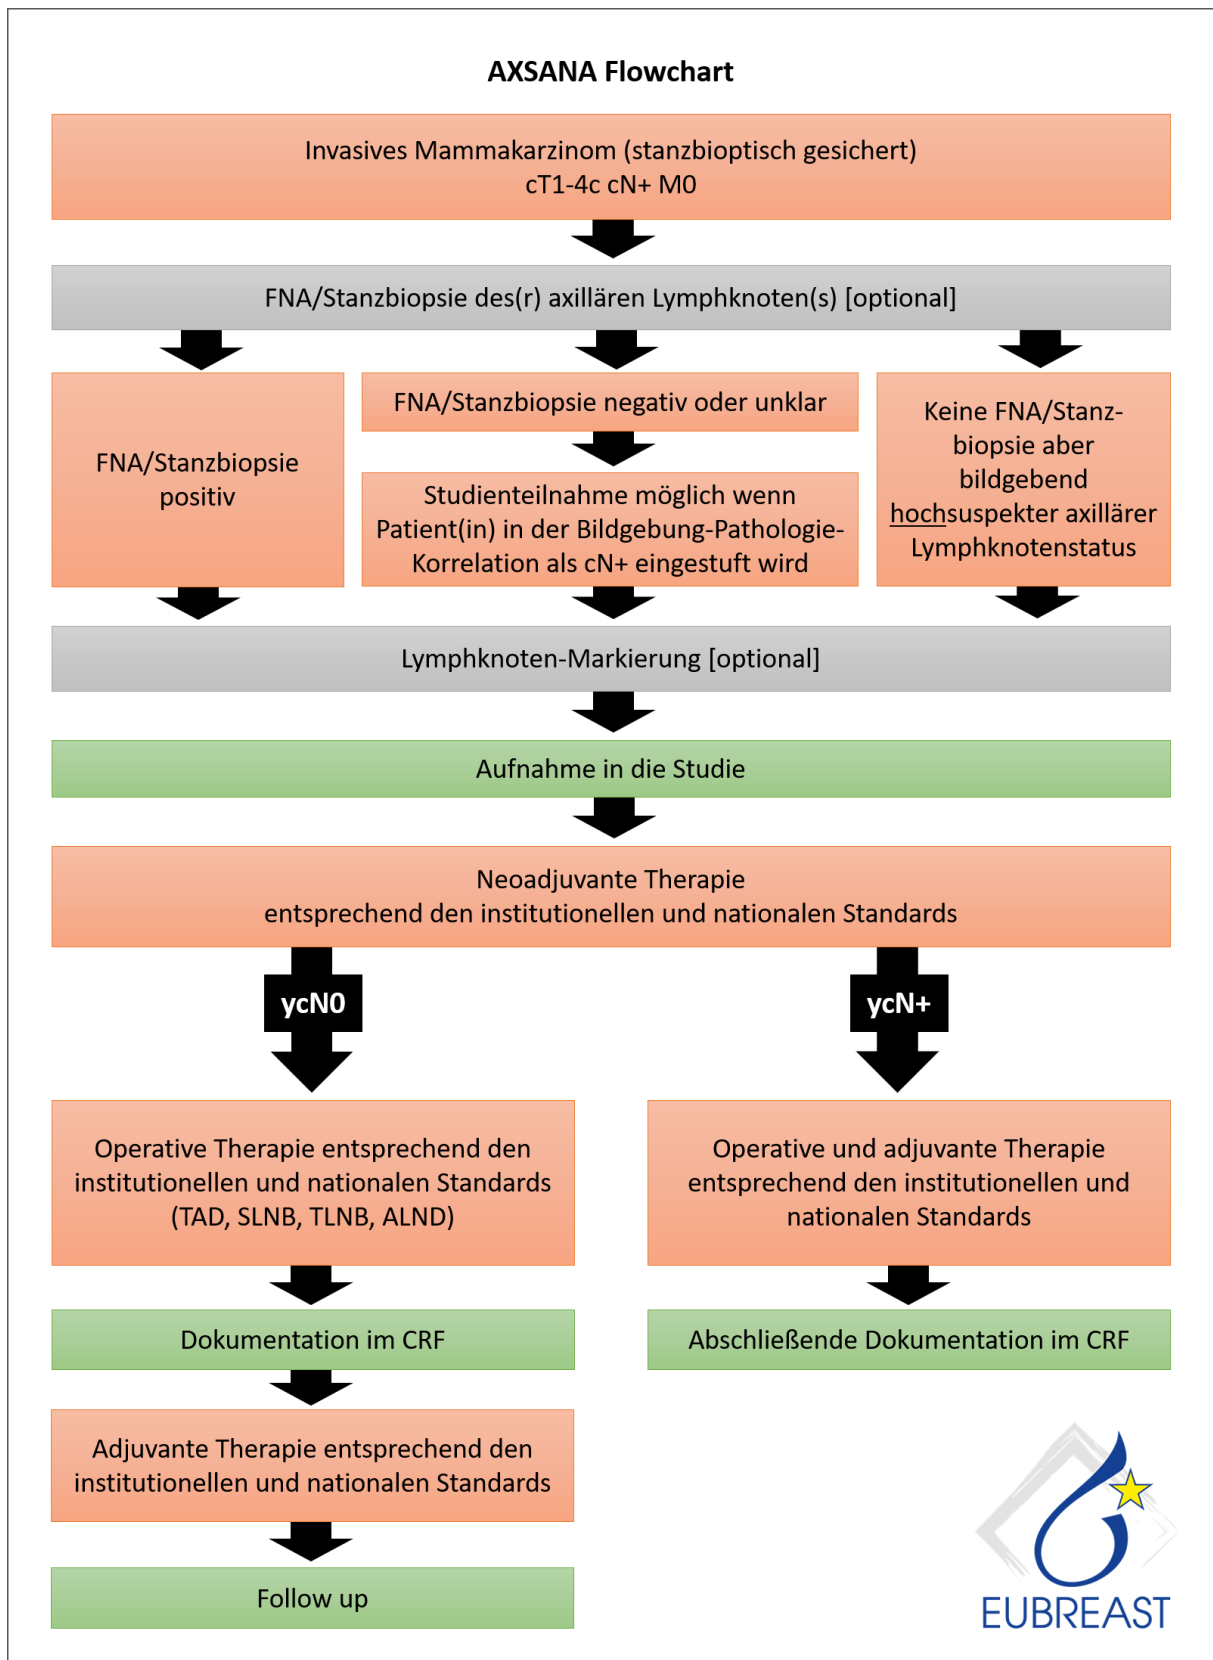 AXSANA Flowchart
Invasives Mammakarzinom (stanzbioptisch gesichert)
cT1-4c cN+ M0
FNA/Stanzbiopsie des(r) axillären Lymphknoten(s) [optional]
FNA/Stanzbiopsie
positiv
FNA/Stanzbiopsie negativ oder unklar
Studienteilnahme möglich wenn
Patient(in) in der Bildgebung-Pathologie-
Korrelation als cN+ eingestuft wird
Keine FNA/Stanz-
biopsie aber
bildgebend
hochsuspekter axillärer
Lymphknotenstatus
Lymphknoten-Markierung [optional]
Aufnahme in die Studie
Neoadjuvante Therapie
entsprechend den institutionellen und nationalen Standards
ycN0
ycN+
Operative Therapie entsprechend den
institutionellen und nationalen Standards
(TAD, SLNB, TLNB, ALND)
Operative und adjuvante Therapie
entsprechend den institutionellen und
nationalen Standards
Dokumentation im CRF
Abschließende Dokumentation im CRF
Adjuvante Therapie entsprechend den
institutionellen und nationalen Standards
Follow up
EUBREAST